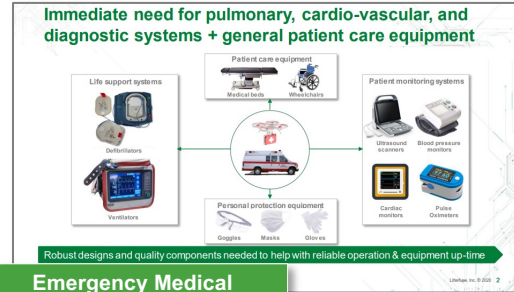 Immediate need for pulmonary, cardio-vascular, and
diagnostic systems + general patient care equipment
Patient care equipment
Medical beds Wheelchairs
Life support systems
Defibrillators
Ventilators
Patient monitoring systems
Ultrasound scanners
Blood pressure monitors
Cardiac monitors
Pulse Oximeters
Personal protection equipment
Goggles Masks Gloves
Robust designs and quality components needed to help with reliable operation & equipment up-time
Emergency Medical
Littelfuse, Inc. © 2020 2